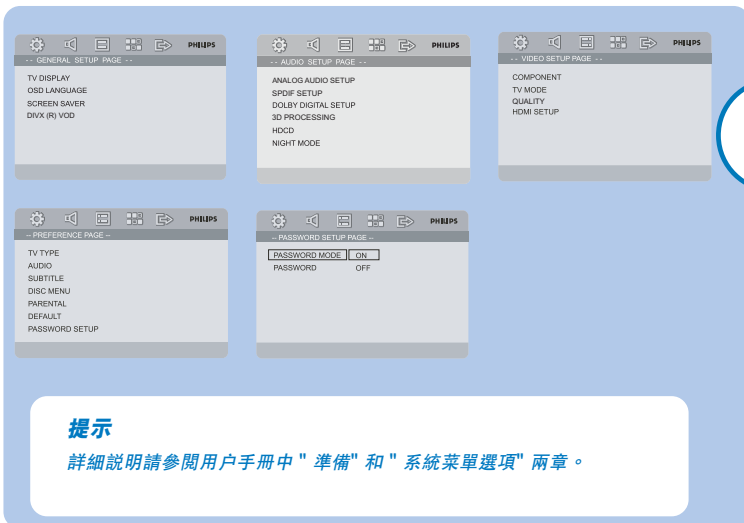 PHILIPS
-- GENERAL SETUP PAGE --
TV DISPLAY
OSD LANGUAGE
SCREEN SAVER
DIVX (R) VOD
PHILIPS
-- AUDIO SETUP PAGE --
ANALOG AUDIO SETUP
SPDIF SETUP
DOLBY DIGITAL SETUP
3D PROCESSING
HDCD
NIGHT MODE
PHILIPS
-- VIDEO SETUP PAGE --
COMPONENT
TV MODE
QUALITY
HDMI SETUP
PHILIPS
-- PREFERENCE PAGE --
TV TYPE
AUDIO
SUBTITLE
DISC MENU
PARENTAL
DEFAULT
PASSWORD SETUP
PHILIPS
-- PASSWORD SETUP PAGE --
PASSWORD MODE ON
PASSWORD OFF
提示
詳細說明請參閱用户手冊中 " 準備" 和 " 系統菜單選項" 兩章。